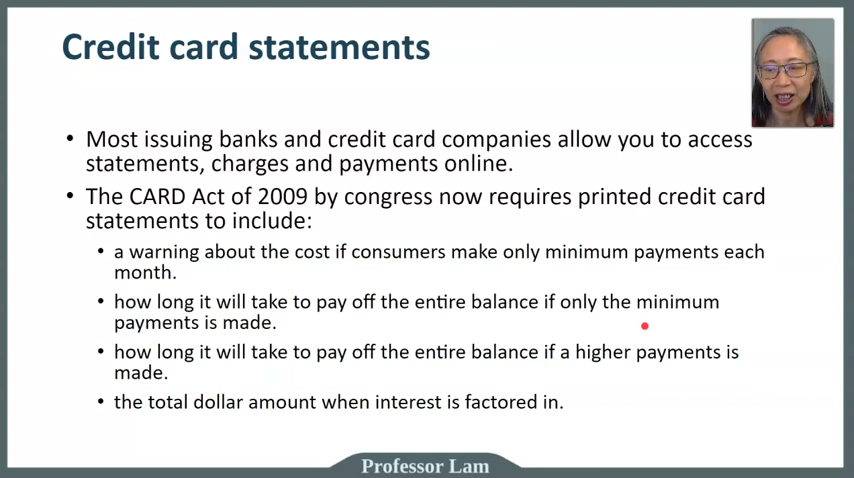 Credit card statements
• Most issuing banks and credit card companies allow you to access
statements, charges and payments online.
• The CARD Act of 2009 by congress now requires printed credit card
statements to include:
• a warning about the cost if consumers make only minimum payments each
month.
• how long it will take to pay off the entire balance if only the minimum
payments is made.
• how long it will take to pay off the entire balance if a higher payments is
made.
• the total dollar amount when interest is factored in.
Professor Lam